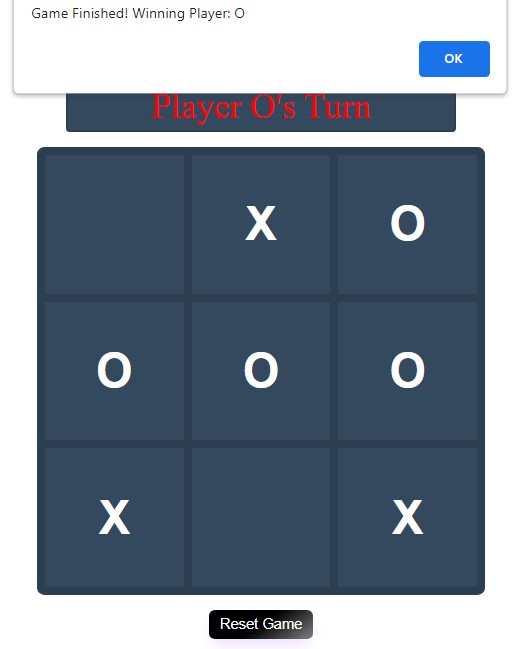 Game Finished! Winning Player: O
OK
Player O's Turn
X O
O O O
X X
Reset Game